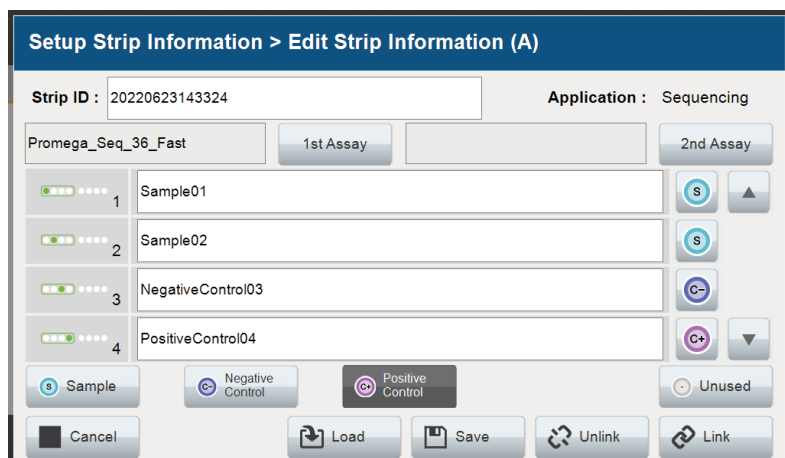 Setup Strip Information > Edit Strip Information (A)
Strip ID : 20220623143324 Application : Sequencing
Promega_Seq_36_Fast 1st Assay 2nd Assay
1 Sample01 S
2 Sample02 S
3 NegativeControl03 C-
4 PositiveControl04 C+
S Sample C- Negative Control C+ Positive Control Unused
Cancel Load Save Unlink Link